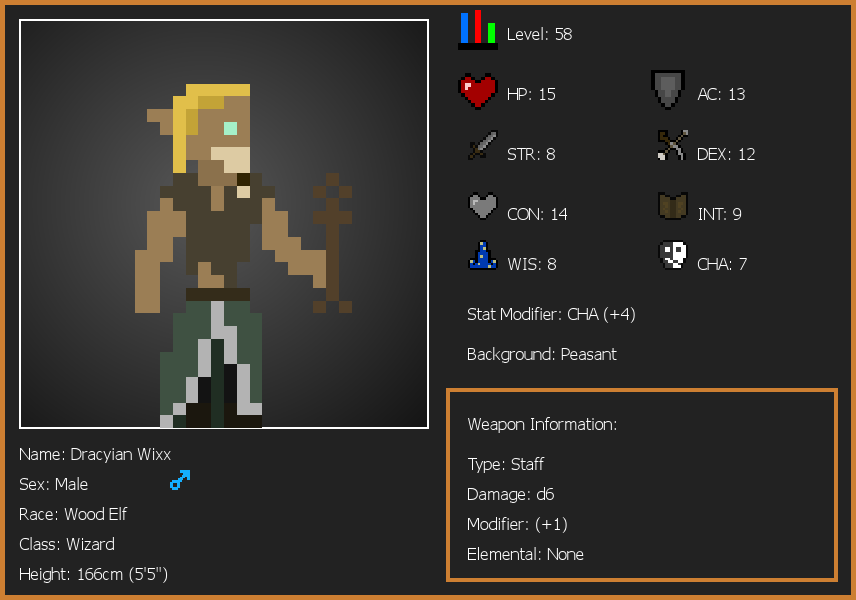 Level: 58
HP: 15
AC: 13
STR: 8
DEX: 12
CON: 14
INT: 9
WIS: 8
CHA: 7
Stat Modifier: CHA (+4)
Background: Peasant
Weapon Information:
Type: Staff
Damage: d6
Modifier: (+1)
Elemental: None
Name: Dracyian Wixx
Sex: Male
Race: Wood Elf
Class: Wizard
Height: 166cm (5'5")